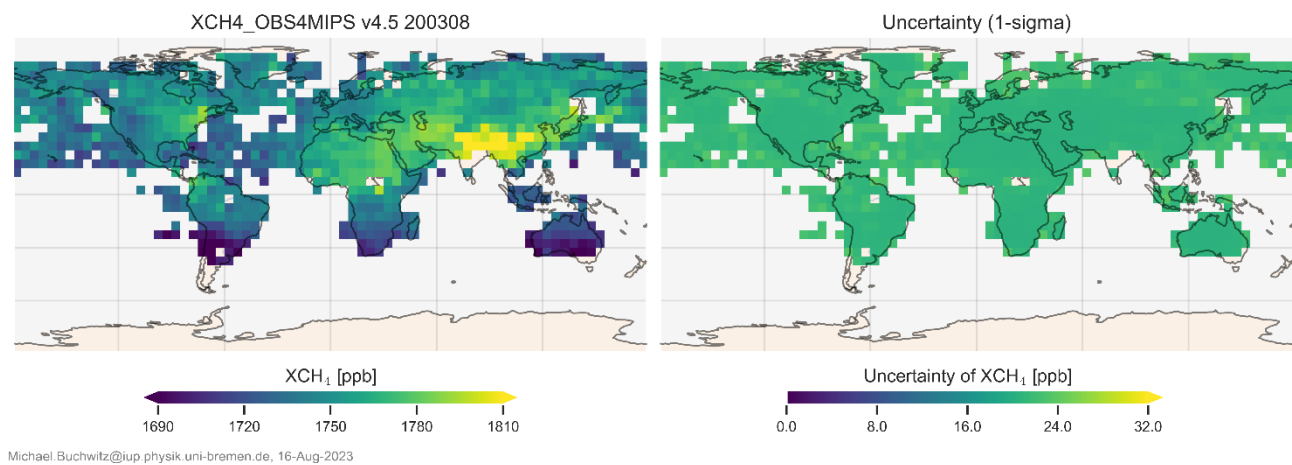 XCH4_OBS4MIPS v4.5 200308
Uncertainty (1-sigma)
XCH₄ [ppb]
1690 1720 1750 1780 1810
Uncertainty of XCH₄ [ppb]
0.0 8.0 16.0 24.0 32.0
Michael.Buchwitz@iup.physik.uni-bremen.de, 16-Aug-2023